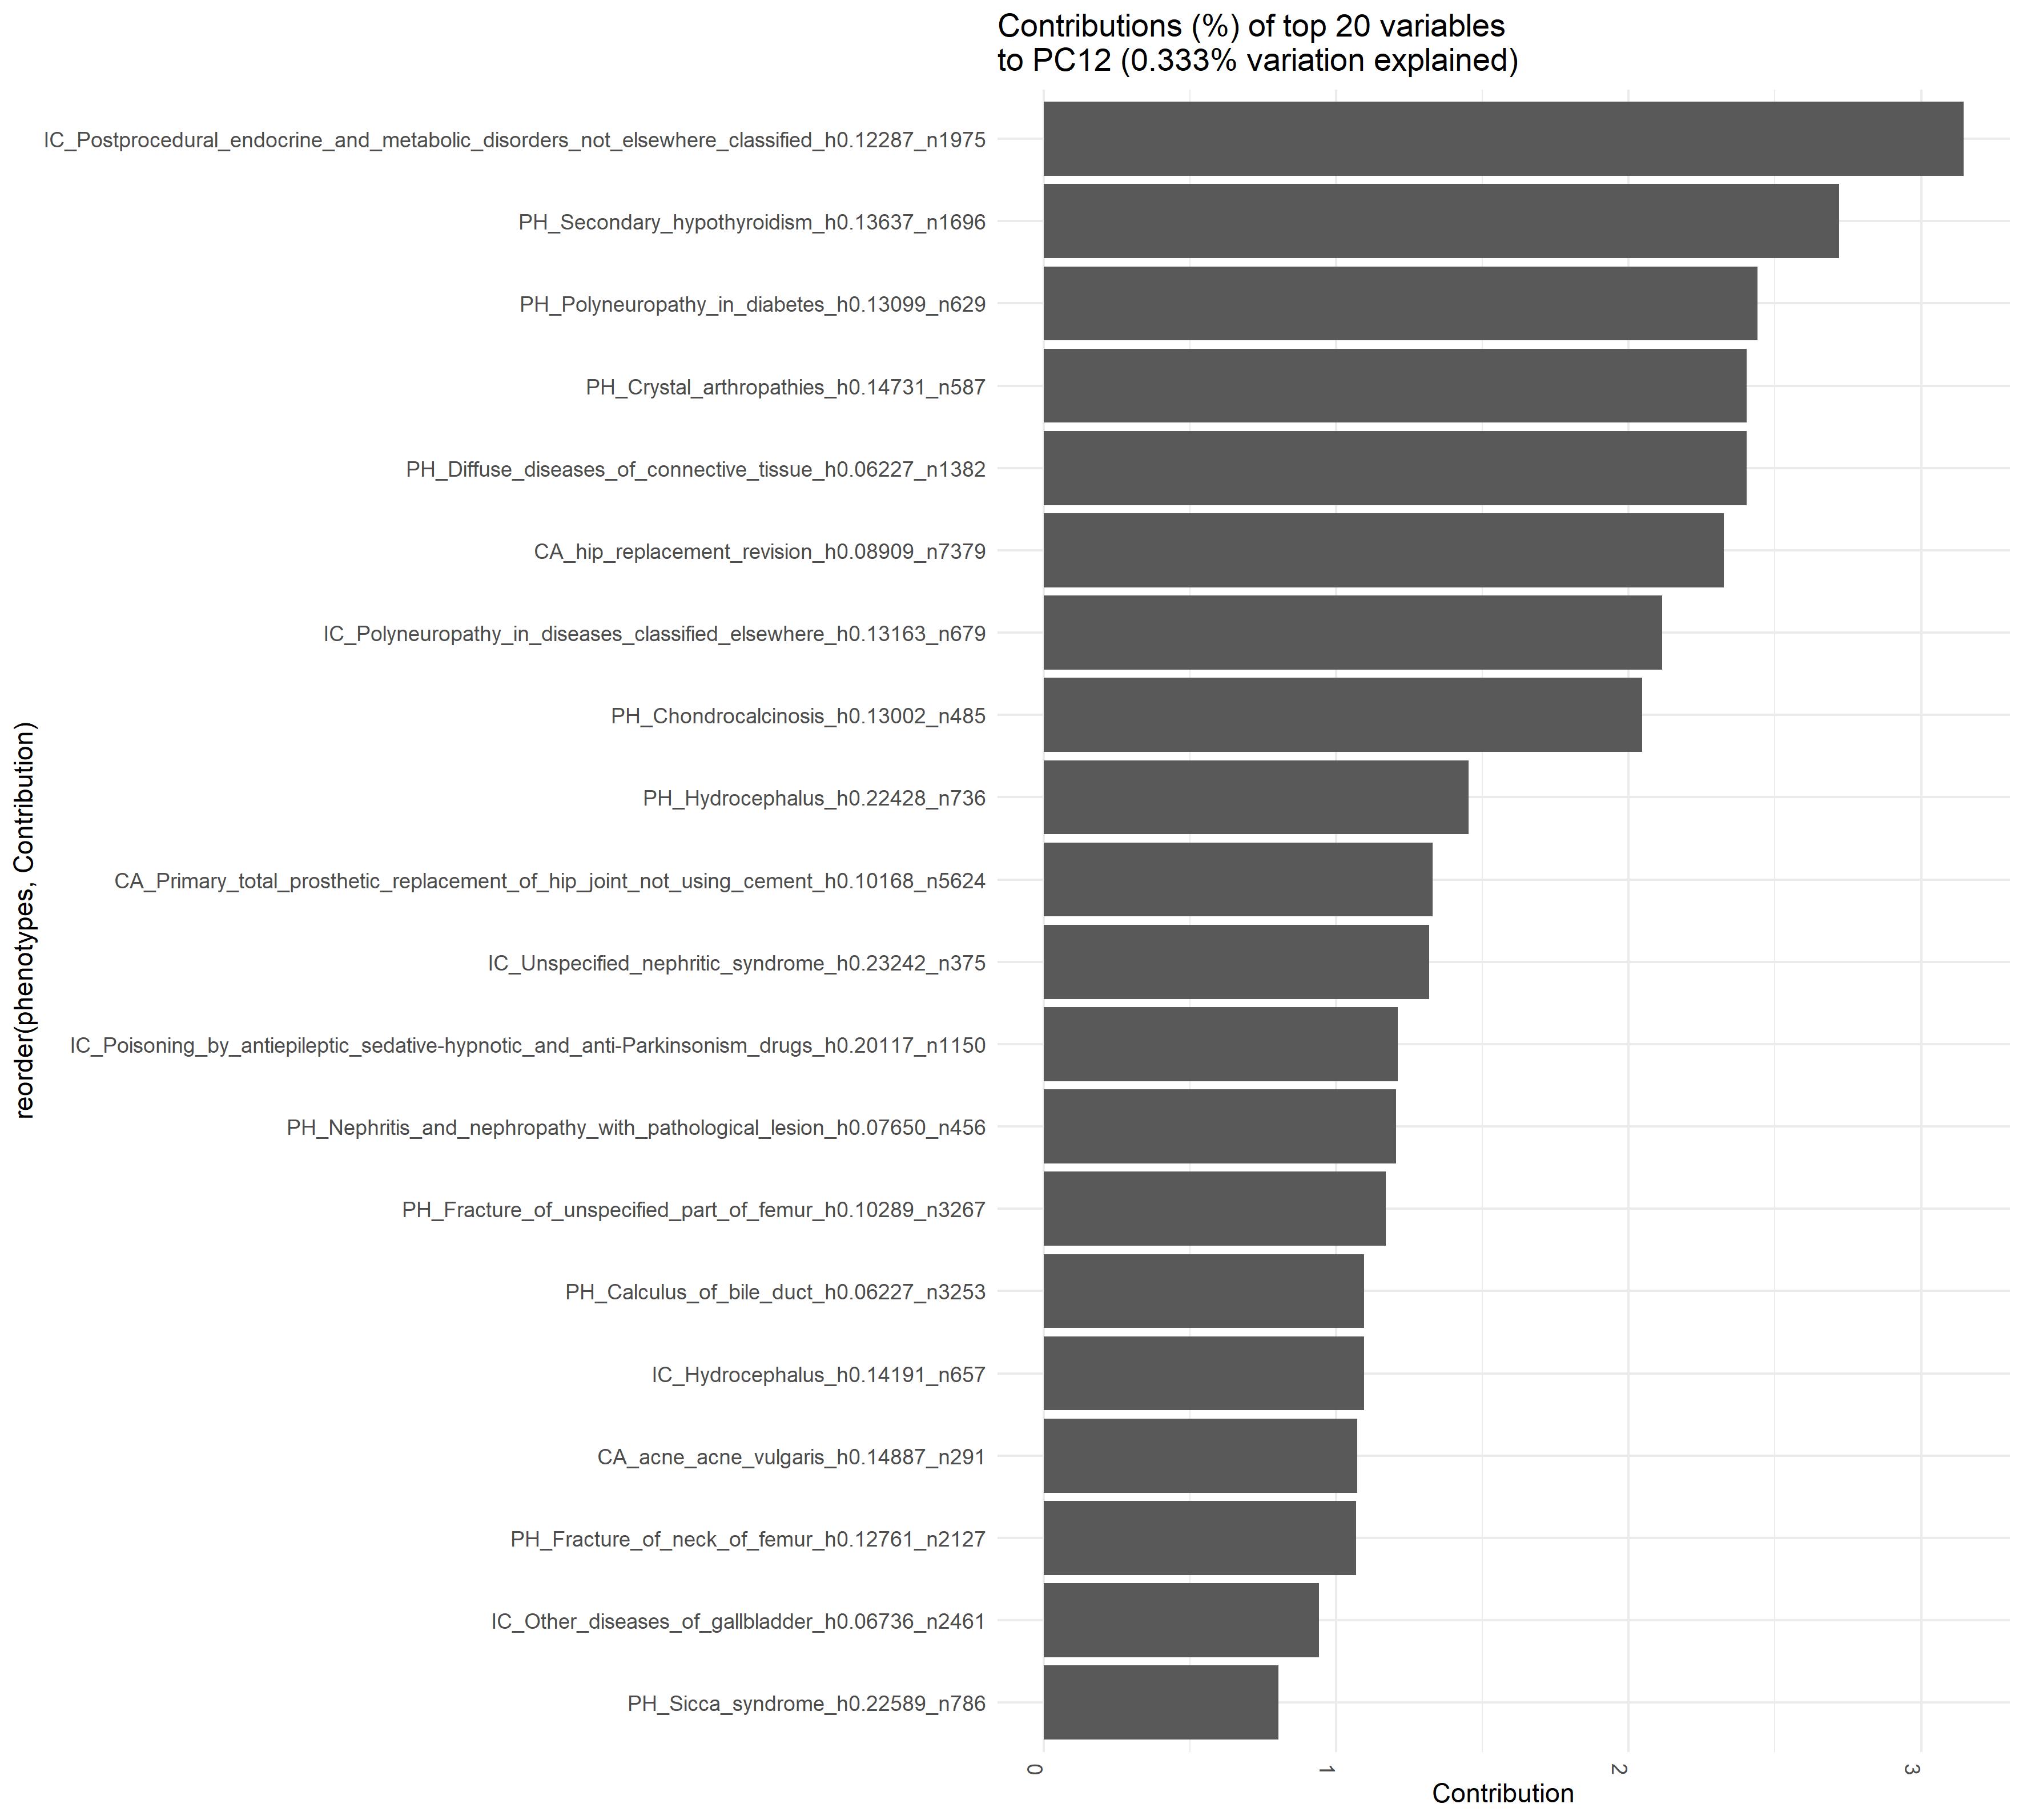 Contributions (%) of top 20 variables
to PC12 (0.333% variation explained)
IC_Postprocedural_endocrine_and_metabolic_disorders_not_elsewhere_classified_h0.12287_n1975
PH_Secondary_hypothyroidism_h0.13637_n1696
PH_Polyneuropathy_in_diabetes_h0.13099_n629
PH_Crystal_arthropathies_h0.14731_n587
PH_Diffuse_diseases_of_connective_tissue_h0.06227_n1382
CA_hip_replacement_revision_h0.08909_n7379
IC_Polyneuropathy_in_diseases_classified_elsewhere_h0.13163_n679
PH_Chondrocalcinosis_h0.13002_n485
PH_Hydrocephalus_h0.22428_n736
CA_Primary_total_prosthetic_replacement_of_hip_joint_not_using_cement_h0.10168_n5624
IC_Unspecified_nephritic_syndrome_h0.23242_n375
IC_Poisoning_by_antiepileptic_sedative-hypnotic_and_anti-Parkinsonism_drugs_h0.20117_n1150
PH_Nephritis_and_nephropathy_with_pathological_lesion_h0.07650_n456
PH_Fracture_of_unspecified_part_of_femur_h0.10289_n3267
PH_Calculus_of_bile_duct_h0.06227_n3253
IC_Hydrocephalus_h0.14191_n657
CA_acne_acne_vulgaris_h0.14887_n291
PH_Fracture_of_neck_of_femur_h0.12761_n2127
IC_Other_diseases_of_gallbladder_h0.06736_n2461
PH_Sicca_syndrome_h0.22589_n786
reorder(phenotypes, Contribution)
0 1 2 3
Contribution